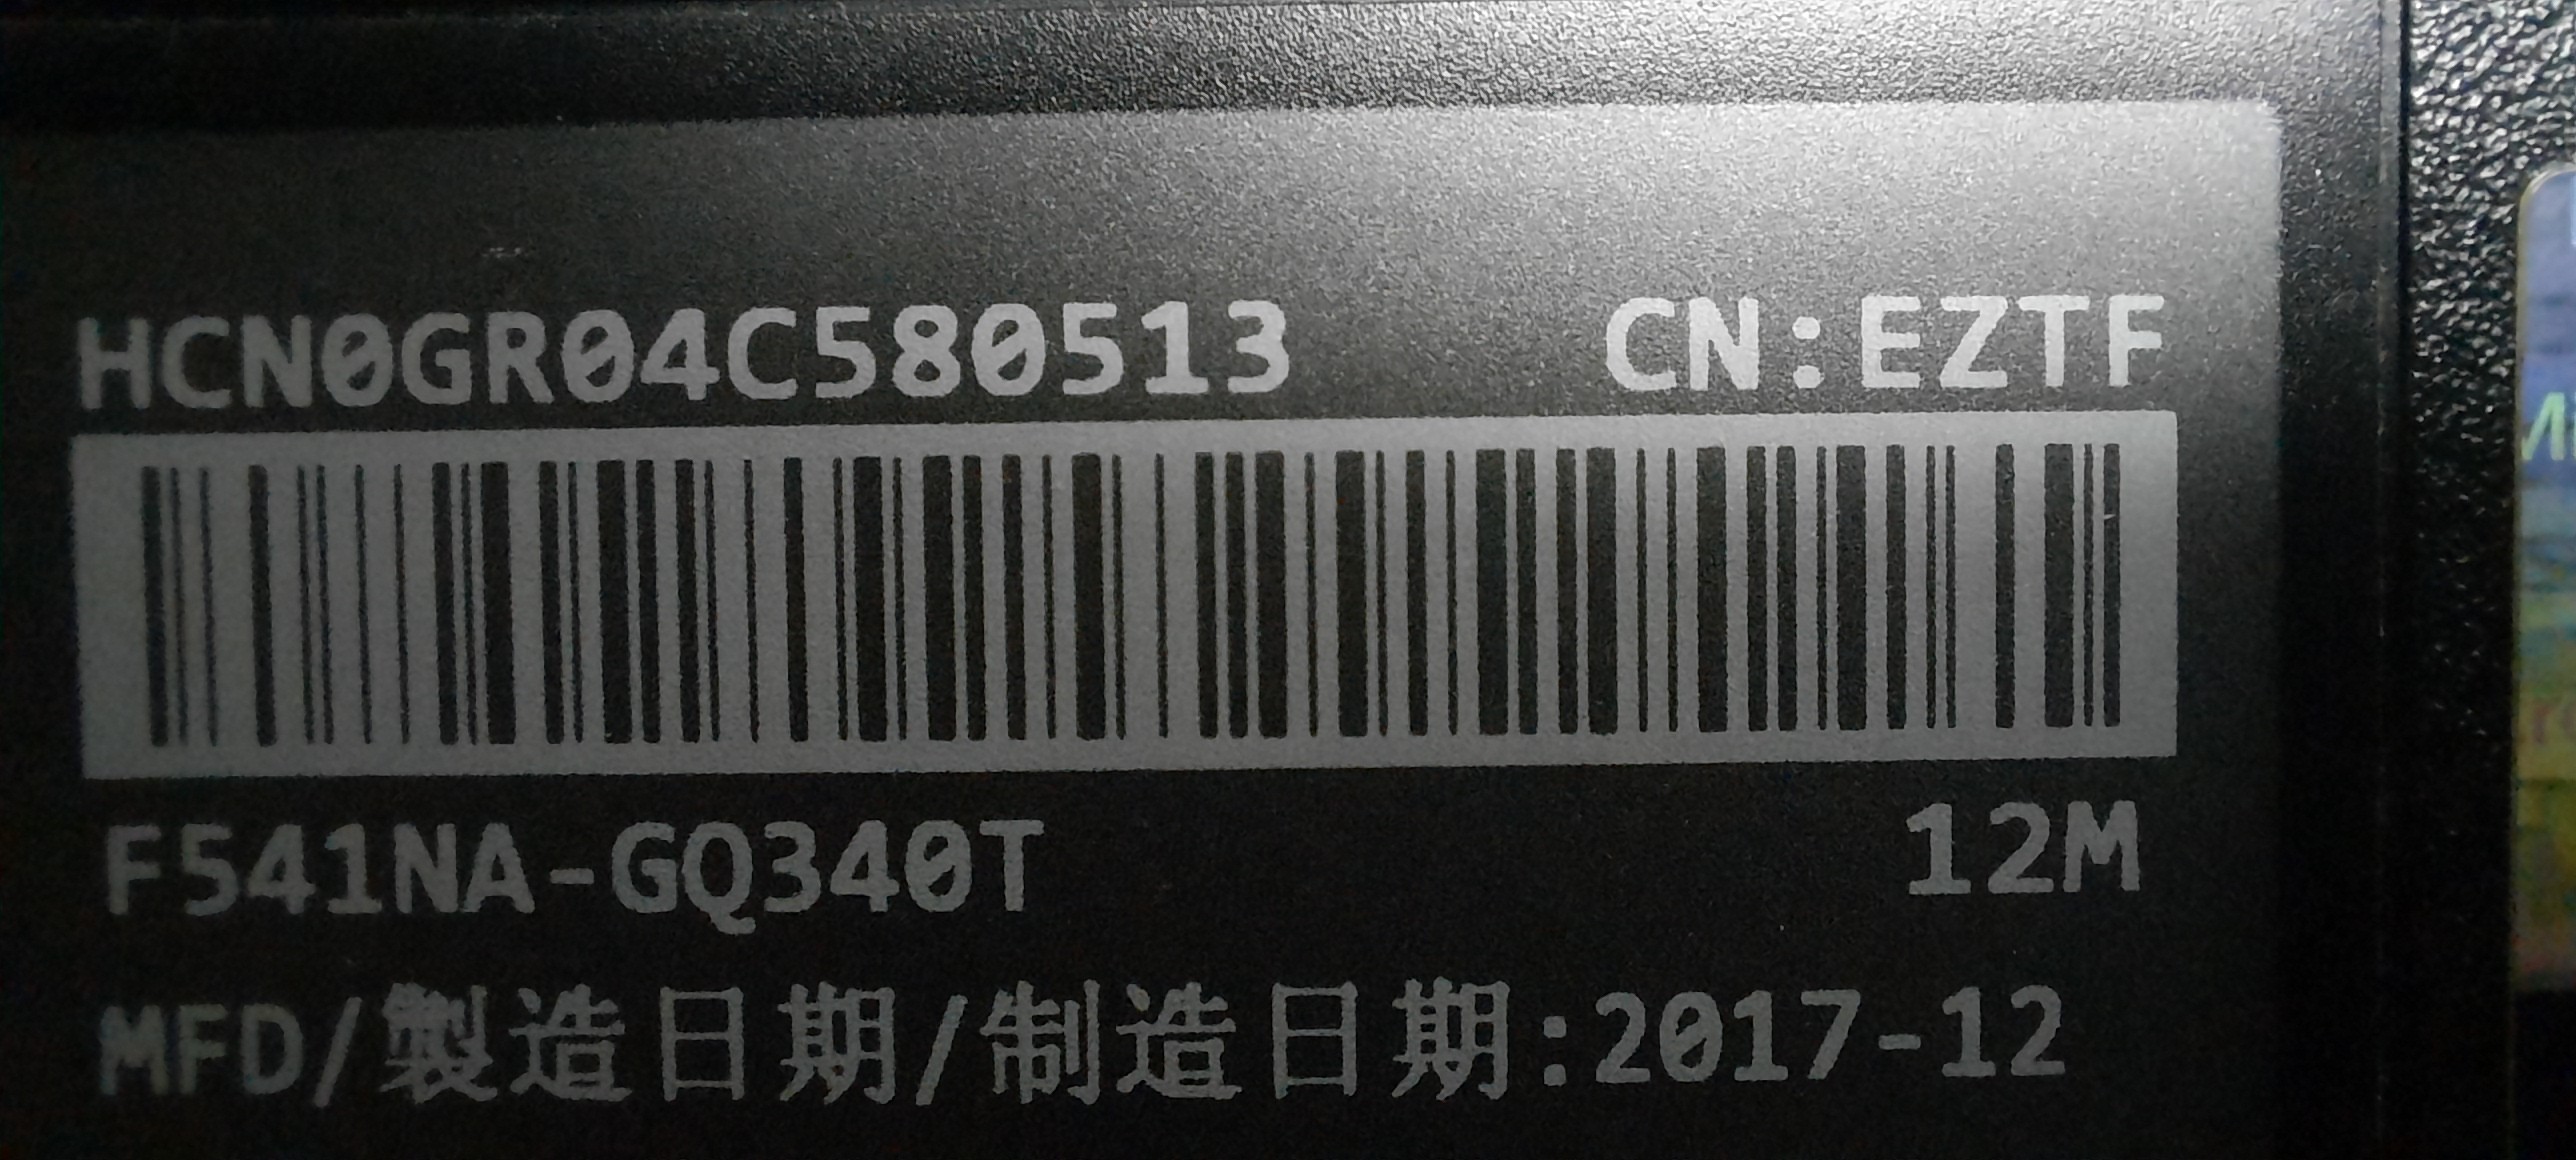 HCN0GR04C580513 CN:EZTF
F541NA-GQ340T 12M
MFD/製造日期/制造日期:2017-12